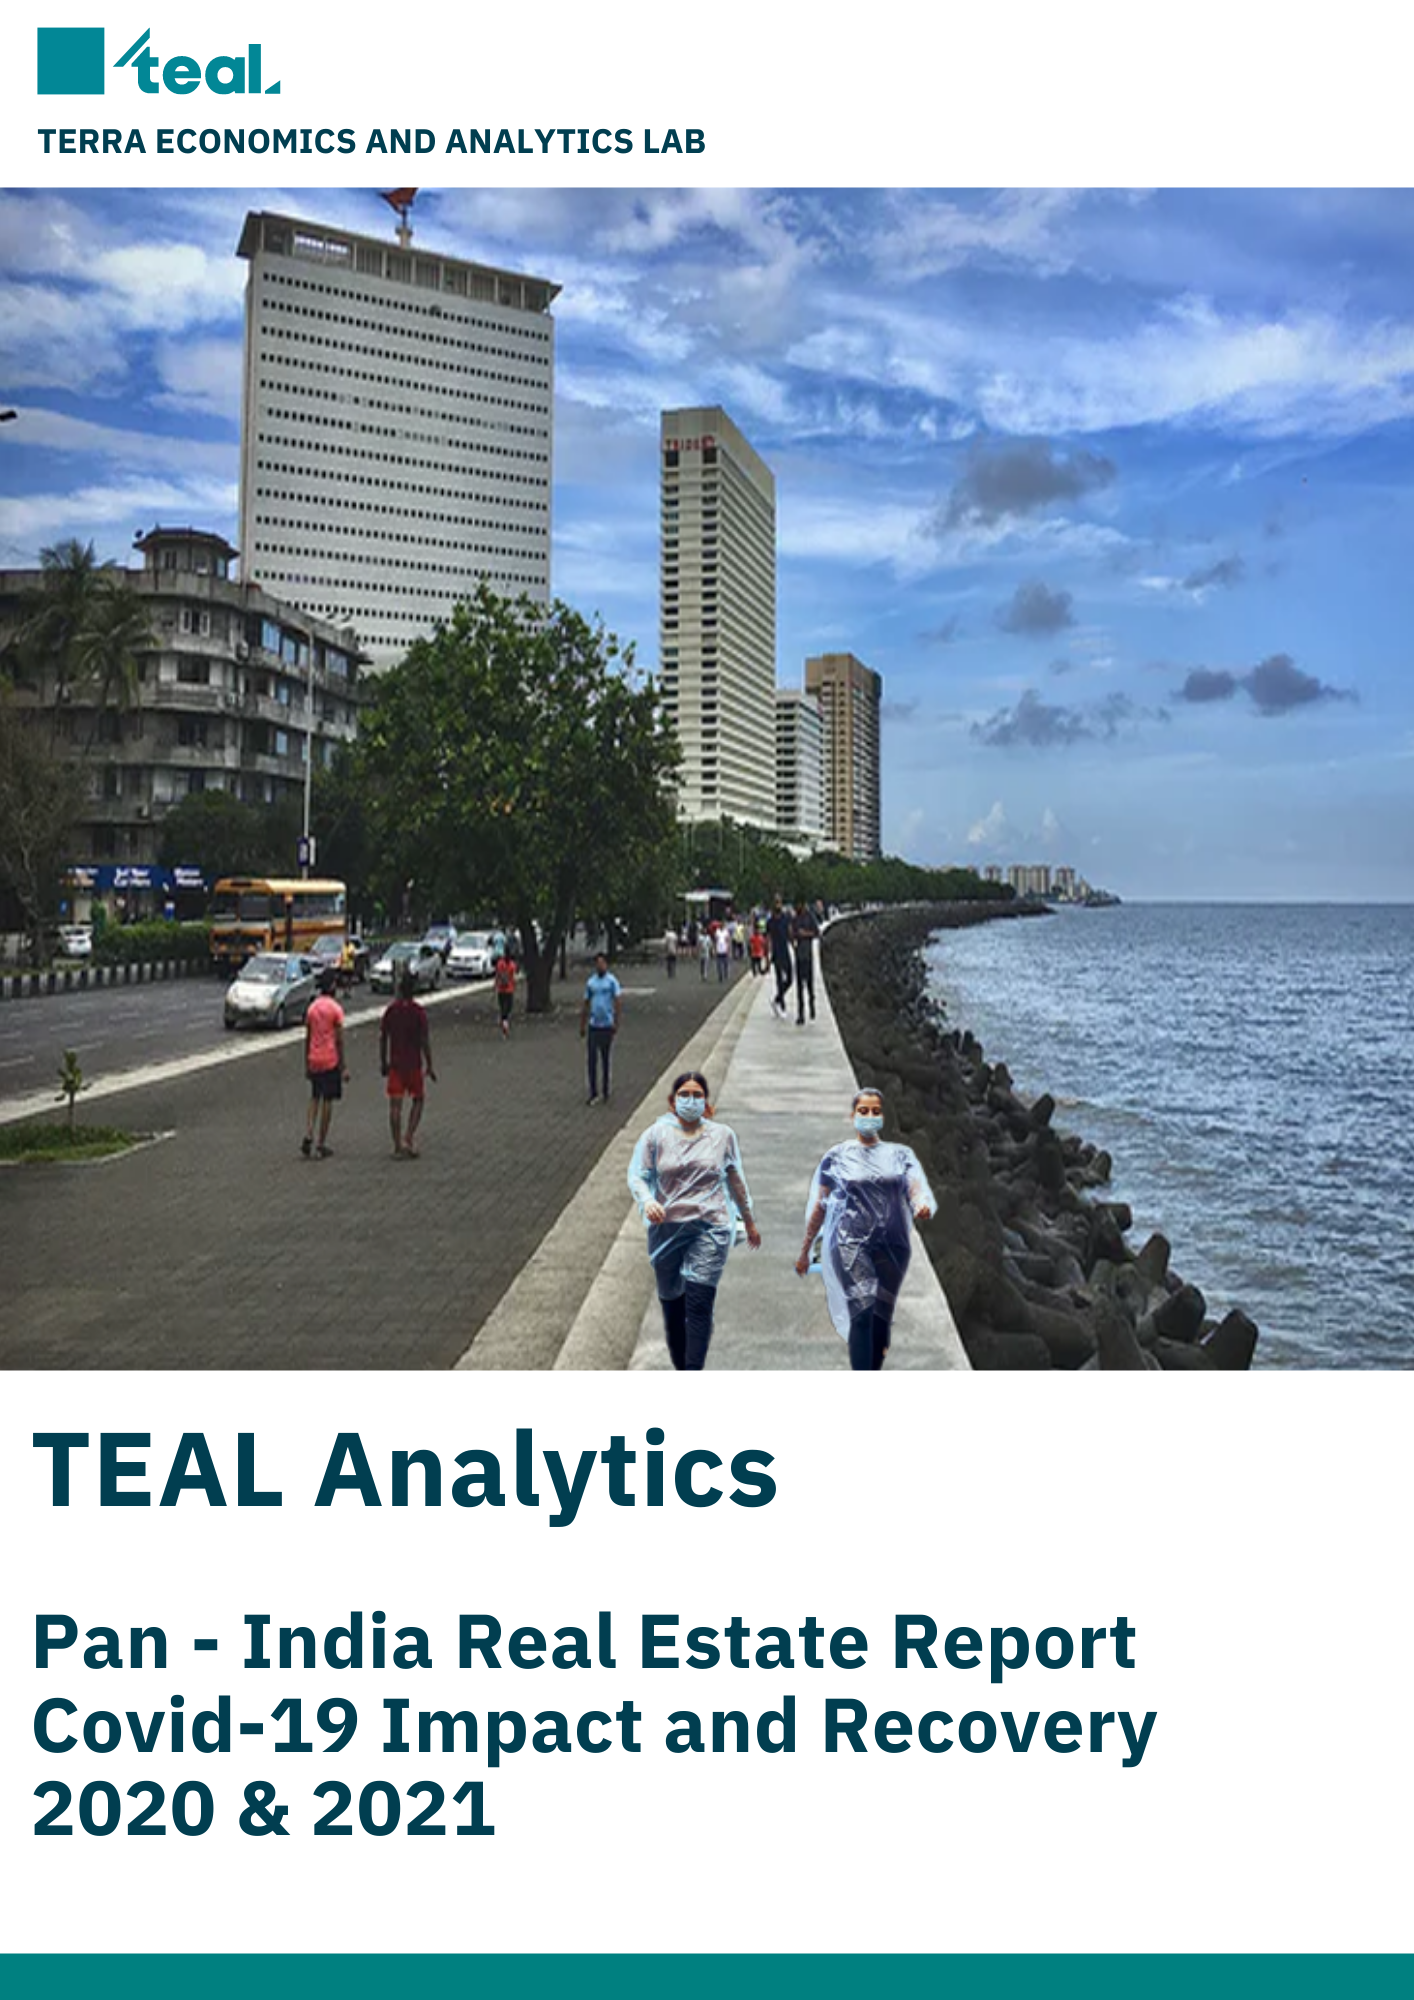 teal.
TERRA ECONOMICS AND ANALYTICS LAB
TEAL Analytics
Pan - India Real Estate Report
Covid-19 Impact and Recovery
2020 & 2021